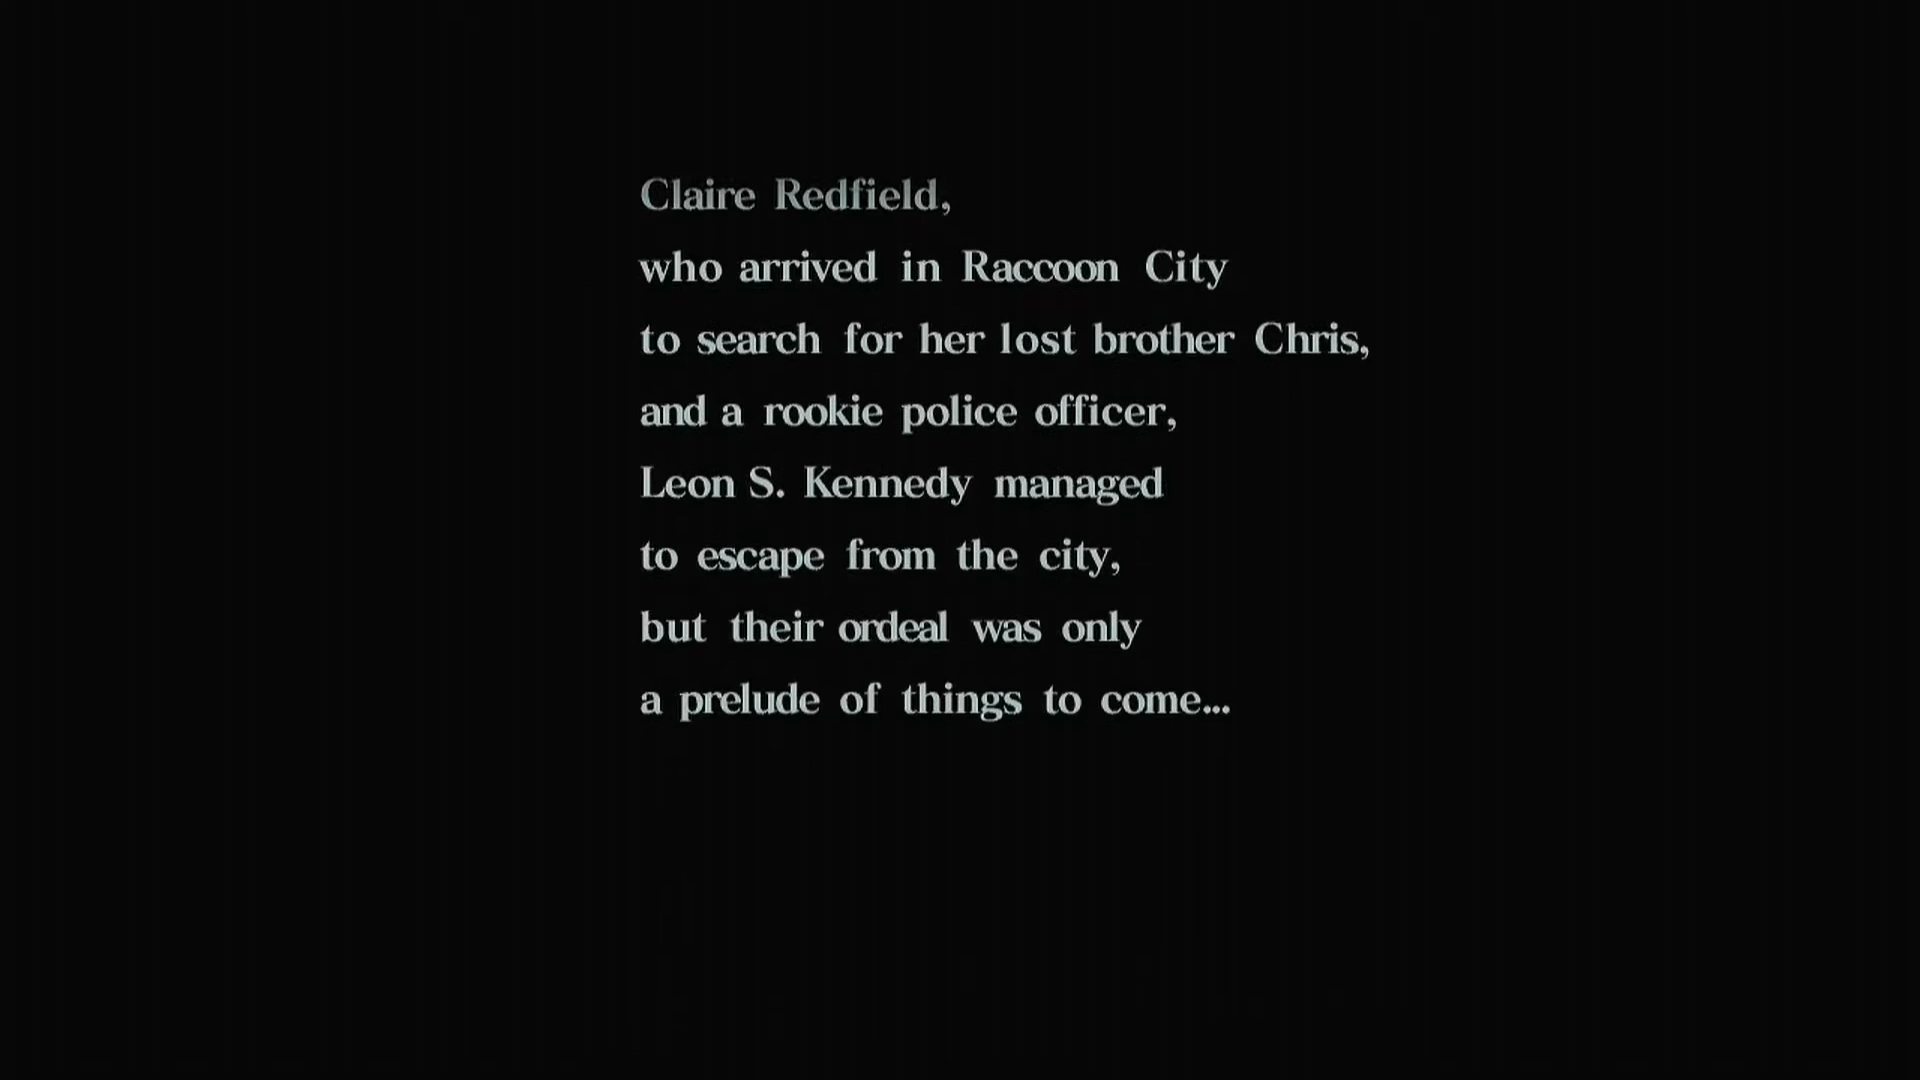 Claire Redfield,
who arrived in Raccoon City
to search for her lost brother Chris,
and a rookie police officer,
Leon S. Kennedy managed
to escape from the city,
but their ordeal was only
a prelude of things to come...